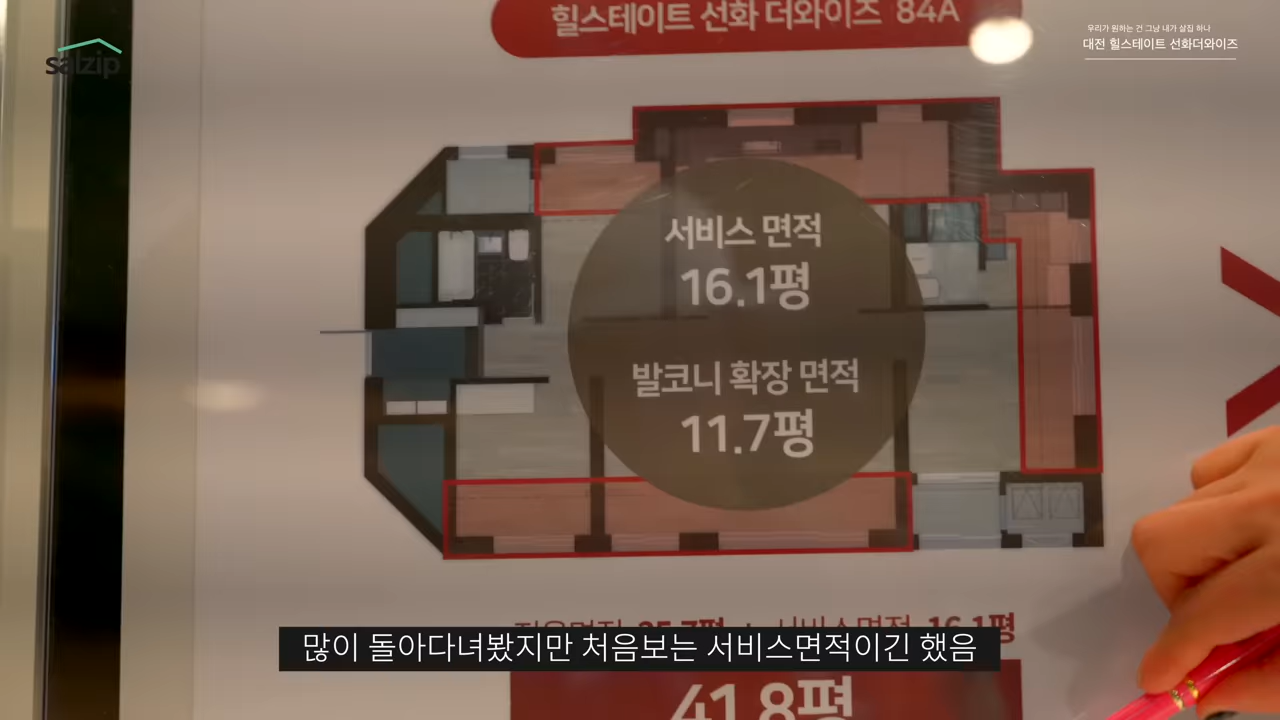 힐스테이트 선화 더와이즈 84A
우리가 원하는 건 그냥 내가 살집 하나
대전 힐스테이트 선화더와이즈
salzip
서비스 면적
16.1평
발코니 확장 면적
11.7평
많이 돌아다녀봤지만 처음보는 서비스면적이긴 했음
41.8평